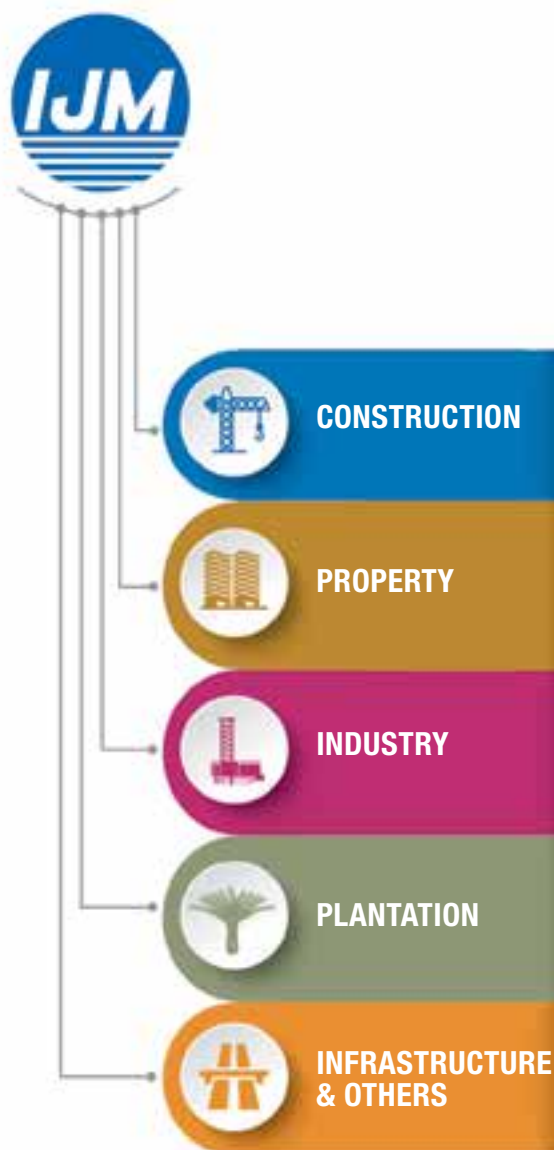 IJM
CONSTRUCTION
PROPERTY
INDUSTRY
PLANTATION
INFRASTRUCTURE
& OTHERS